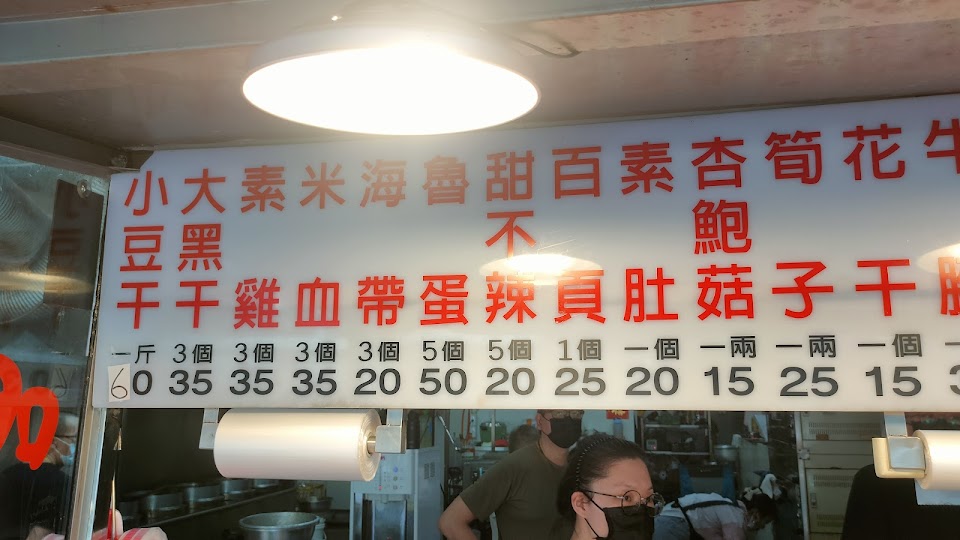 小豆干
一斤
60
大黑干
3個
35
素雞
3個
35
米血
3個
35
海帶
3個
20
魯蛋
5個
50
甜不辣
5個
20
百頁
1個
25
素肚
一個
20
杏鮑菇
一兩
15
筍子
一兩
25
花干
一個
15
牛